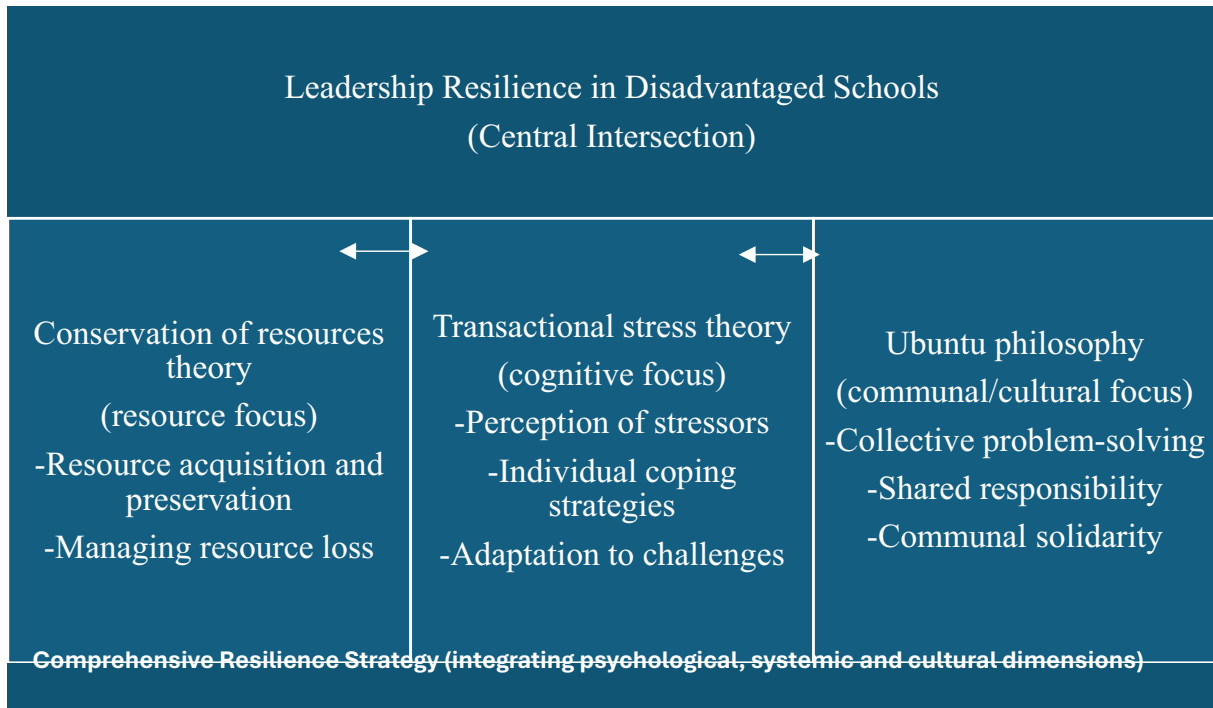 Leadership Resilience in Disadvantaged Schools
(Central Intersection)
Conservation of resources
theory
(resource focus)
-Resource acquisition and
preservation
-Managing resource loss
Transactional stress theory
(cognitive focus)
-Perception of stressors
-Individual coping
strategies
-Adaptation to challenges
Ubuntu philosophy
(communal/cultural focus)
-Collective problem-solving
-Shared responsibility
-Communal solidarity
Comprehensive Resilience Strategy (integrating psychological, systemic and cultural dimensions)